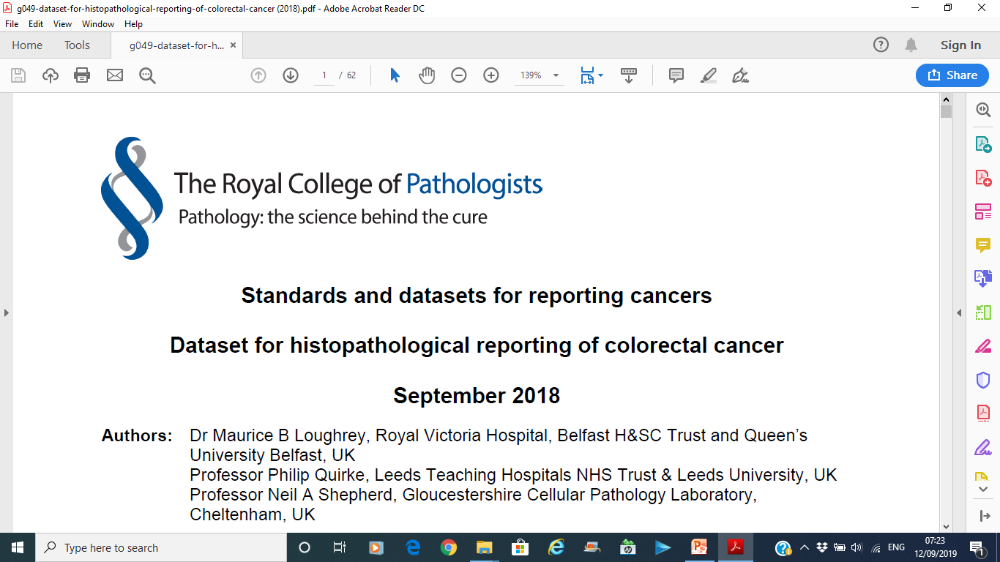 g049-dataset-for-histopathological-reporting-of-colorectal-cancer (2018).pdf - Adobe Acrobat Reader DC
File Edit View Window Help
Home Tools g049-dataset-for-h... Sign In
1 / 62 139% Share
The Royal College of Pathologists
Pathology: the science behind the cure
Standards and datasets for reporting cancers
Dataset for histopathological reporting of colorectal cancer
September 2018
Authors: Dr Maurice B Loughrey, Royal Victoria Hospital, Belfast H&SC Trust and Queen's
University Belfast, UK
Professor Philip Quirke, Leeds Teaching Hospitals NHS Trust & Leeds University, UK
Professor Neil A Shepherd, Gloucestershire Cellular Pathology Laboratory,
Cheltenham, UK
Type here to search
ENG
07:23
12/09/2019
1